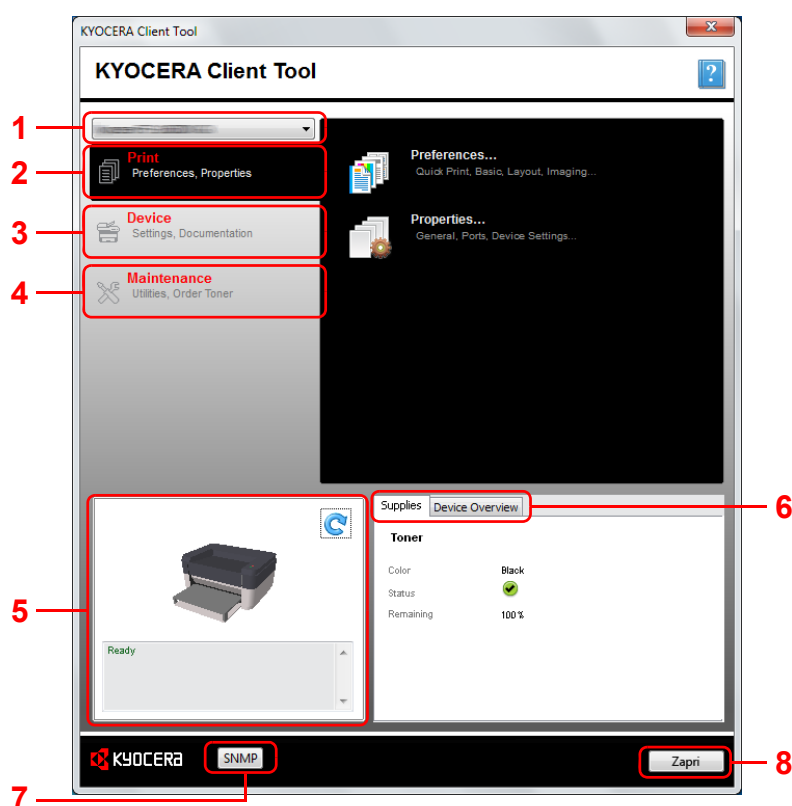 KYOCERA Client Tool
KYOCERA Client Tool
?
1
2
Print
Preferences, Properties
3
Device
Settings, Documentation
4
Maintenance
Utilities, Order Toner
Preferences...
Quick Print, Basic, Layout, Imaging...
Properties...
General, Ports, Device Settings...
5
Ready
Supplies Device Overview
6
Toner
Color Black
Status
Remaining 100 %
KYOCERA
SNMP
7
Zapri
8